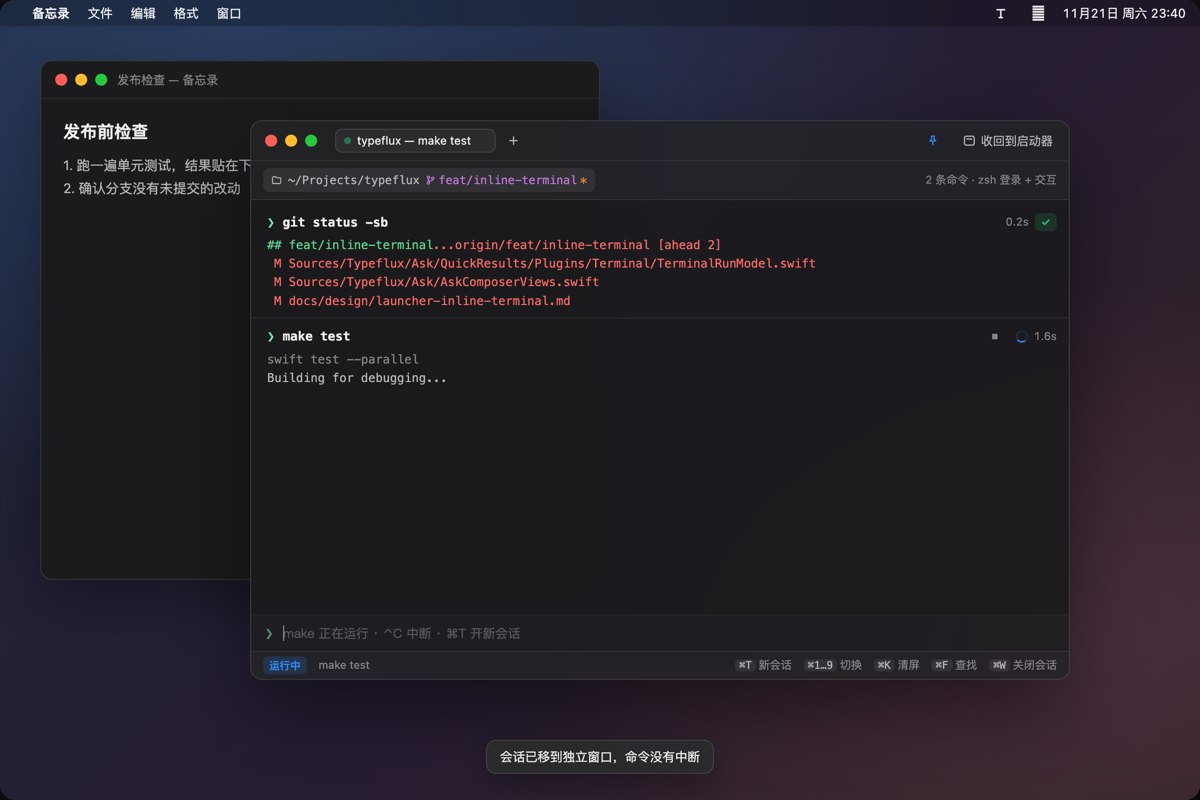 备忘录 文件 编辑 格式 窗口 11月21日 周六 23:40
发布检查 — 备忘录
发布前检查
1. 跑一遍单元测试，结果贴在下
2. 确认分支没有未提交的改动
typeflux — make test + 收回到启动器
~/Projects/typeflux feat/inline-terminal* 2 条命令 · zsh 登录 + 交互
❯ git status -sb 0.2s ✓
## feat/inline-terminal...origin/feat/inline-terminal [ahead 2]
M Sources/Typeflux/Ask/QuickResults/Plugins/Terminal/TerminalRunModel.swift
M Sources/Typeflux/Ask/AskComposerViews.swift
M docs/design/launcher-inline-terminal.md
❯ make test 1.6s
swift test --parallel
Building for debugging...
❯ make 正在运行 · ^C 中断 · ⌘T 开新会话
运行中 make test ⌘T 新会话 ⌘1…9 切换 ⌘K 清屏 ⌘F 查找 ⌘W 关闭会话
会话已移到独立窗口，命令没有中断